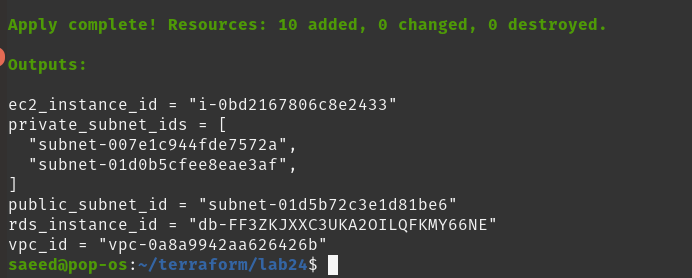 Apply complete! Resources: 10 added, 0 changed, 0 destroyed.
Outputs:
ec2_instance_id = "i-0bd2167806c8e2433"
private_subnet_ids = [
"subnet-007e1c944fde7572a",
"subnet-01d0b5cfee8eae3af",
]
public_subnet_id = "subnet-01d5b72c3e1d81be6"
rds_instance_id = "db-FF3ZKJXXC3UKA2OILQFKMY66NE"
vpc_id = "vpc-0a8a9942aa626426b"
saeed@pop-os:~/terraform/lab24$